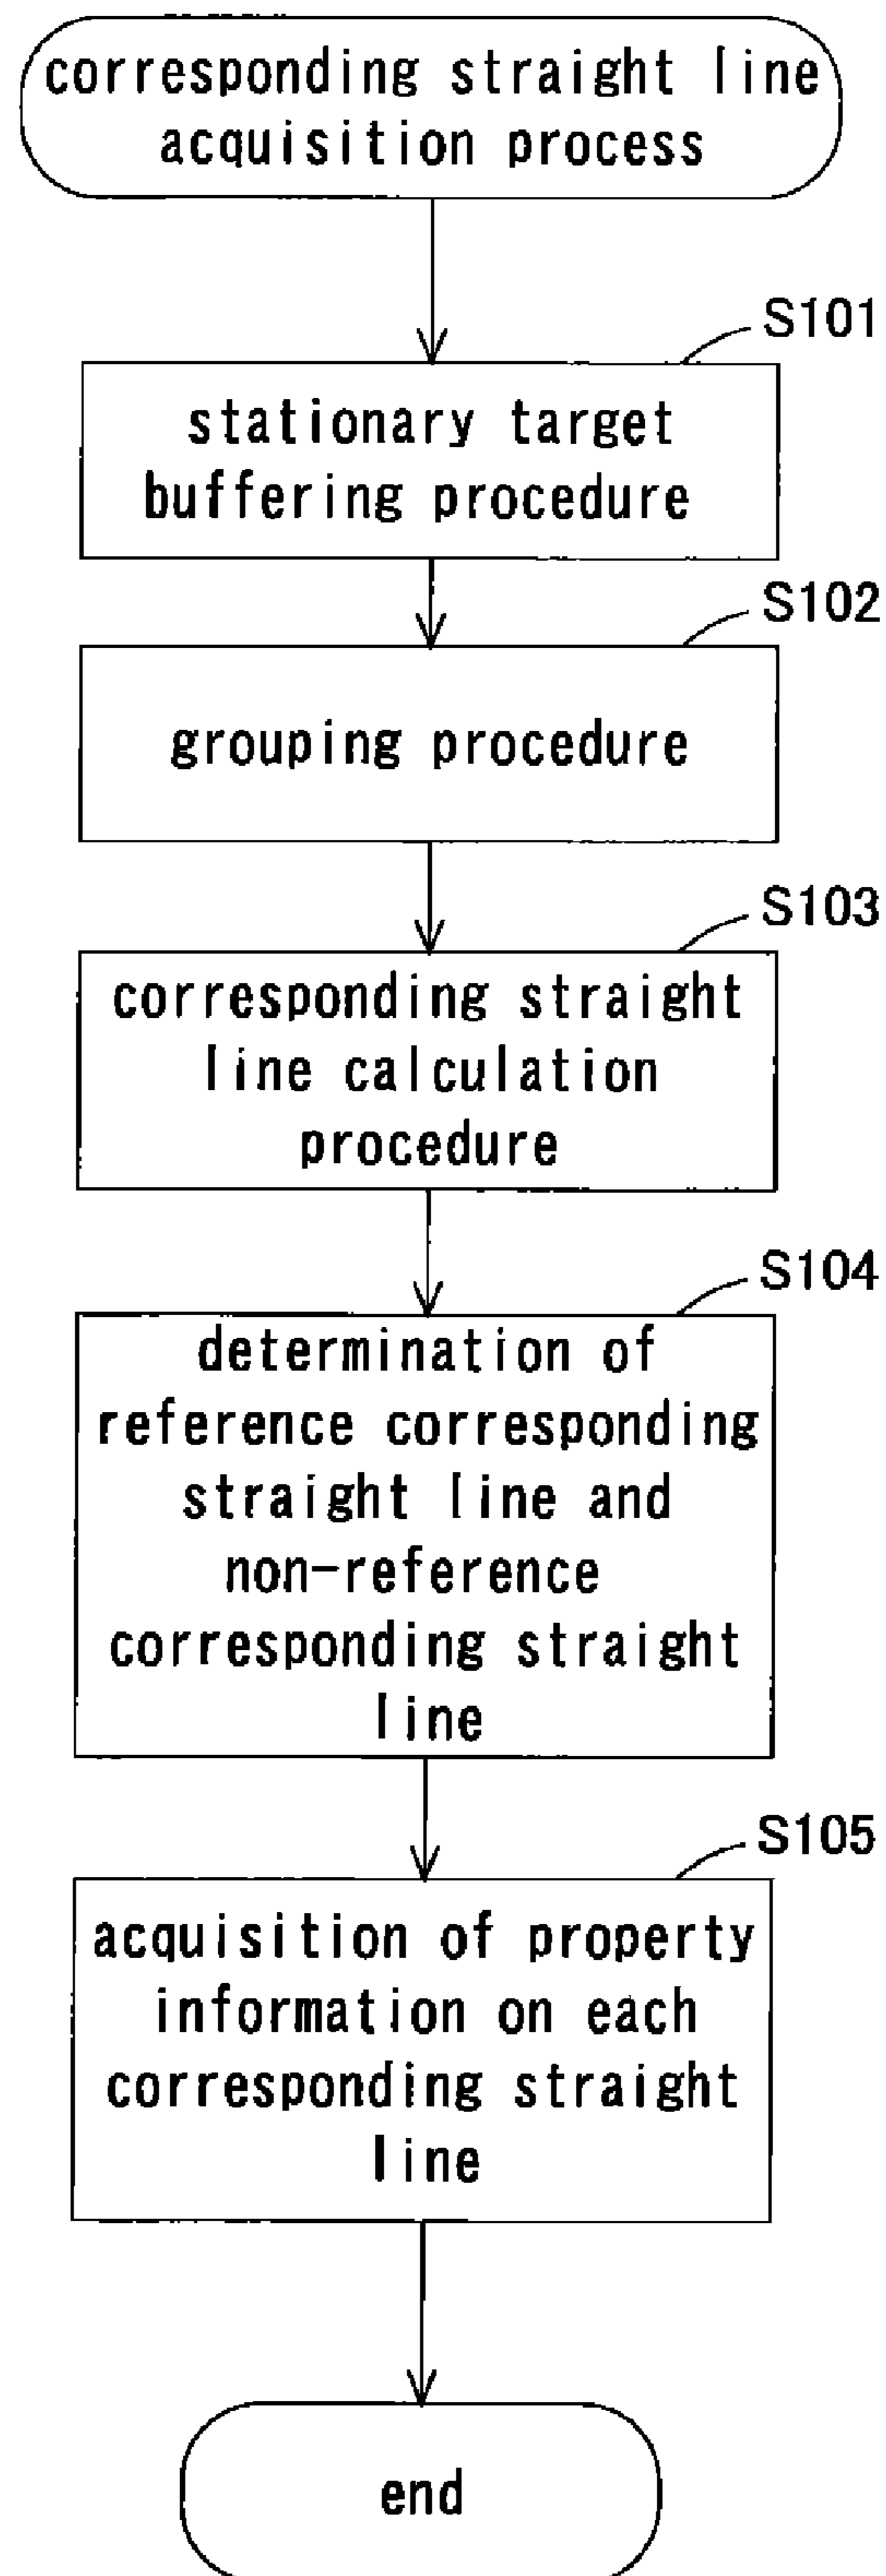 corresponding straight line
acquisition process
S101
stationary target
buffering procedure
S102
grouping procedure
S103
corresponding straight
line calculation
procedure
S104
determination of
reference corresponding
straight line and
non-reference
corresponding straight
line
S105
acquisition of property
information on each
corresponding straight
line
end